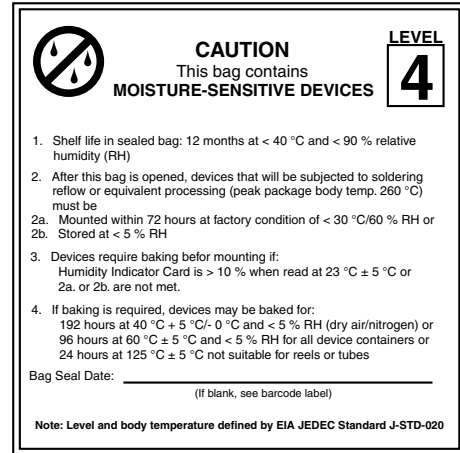 LEVEL
CAUTION
4
This bag contains
MOISTURE-SENSITIVE DEVICES
1. Shelf life in sealed bag: 12 months at < 40 °C and < 90 % relative
humidity (RH)
2. After this bag is opened, devices that will be subjected to soldering
reflow or equivalent processing (peak package body temp. 260 °C)
must be
2a. Mounted within 72 hours at factory condition of < 30 °C/60 % RH or
2b. Stored at < 5 % RH
3. Devices require baking befor mounting if:
Humidity Indicator Card is > 10 % when read at 23 °C ± 5 °C or
2a. or 2b. are not met.
4. If baking is required, devices may be baked for:
192 hours at 40 °C + 5 °C/- 0 °C and < 5 % RH (dry air/nitrogen) or
96 hours at 60 °C ± 5 °C and < 5 % RH for all device containers or
24 hours at 125 °C ± 5 °C not suitable for reels or tubes
Bag Seal Date:
(If blank, see barcode label)
Note: Level and body temperature defined by EIA JEDEC Standard J-STD-020